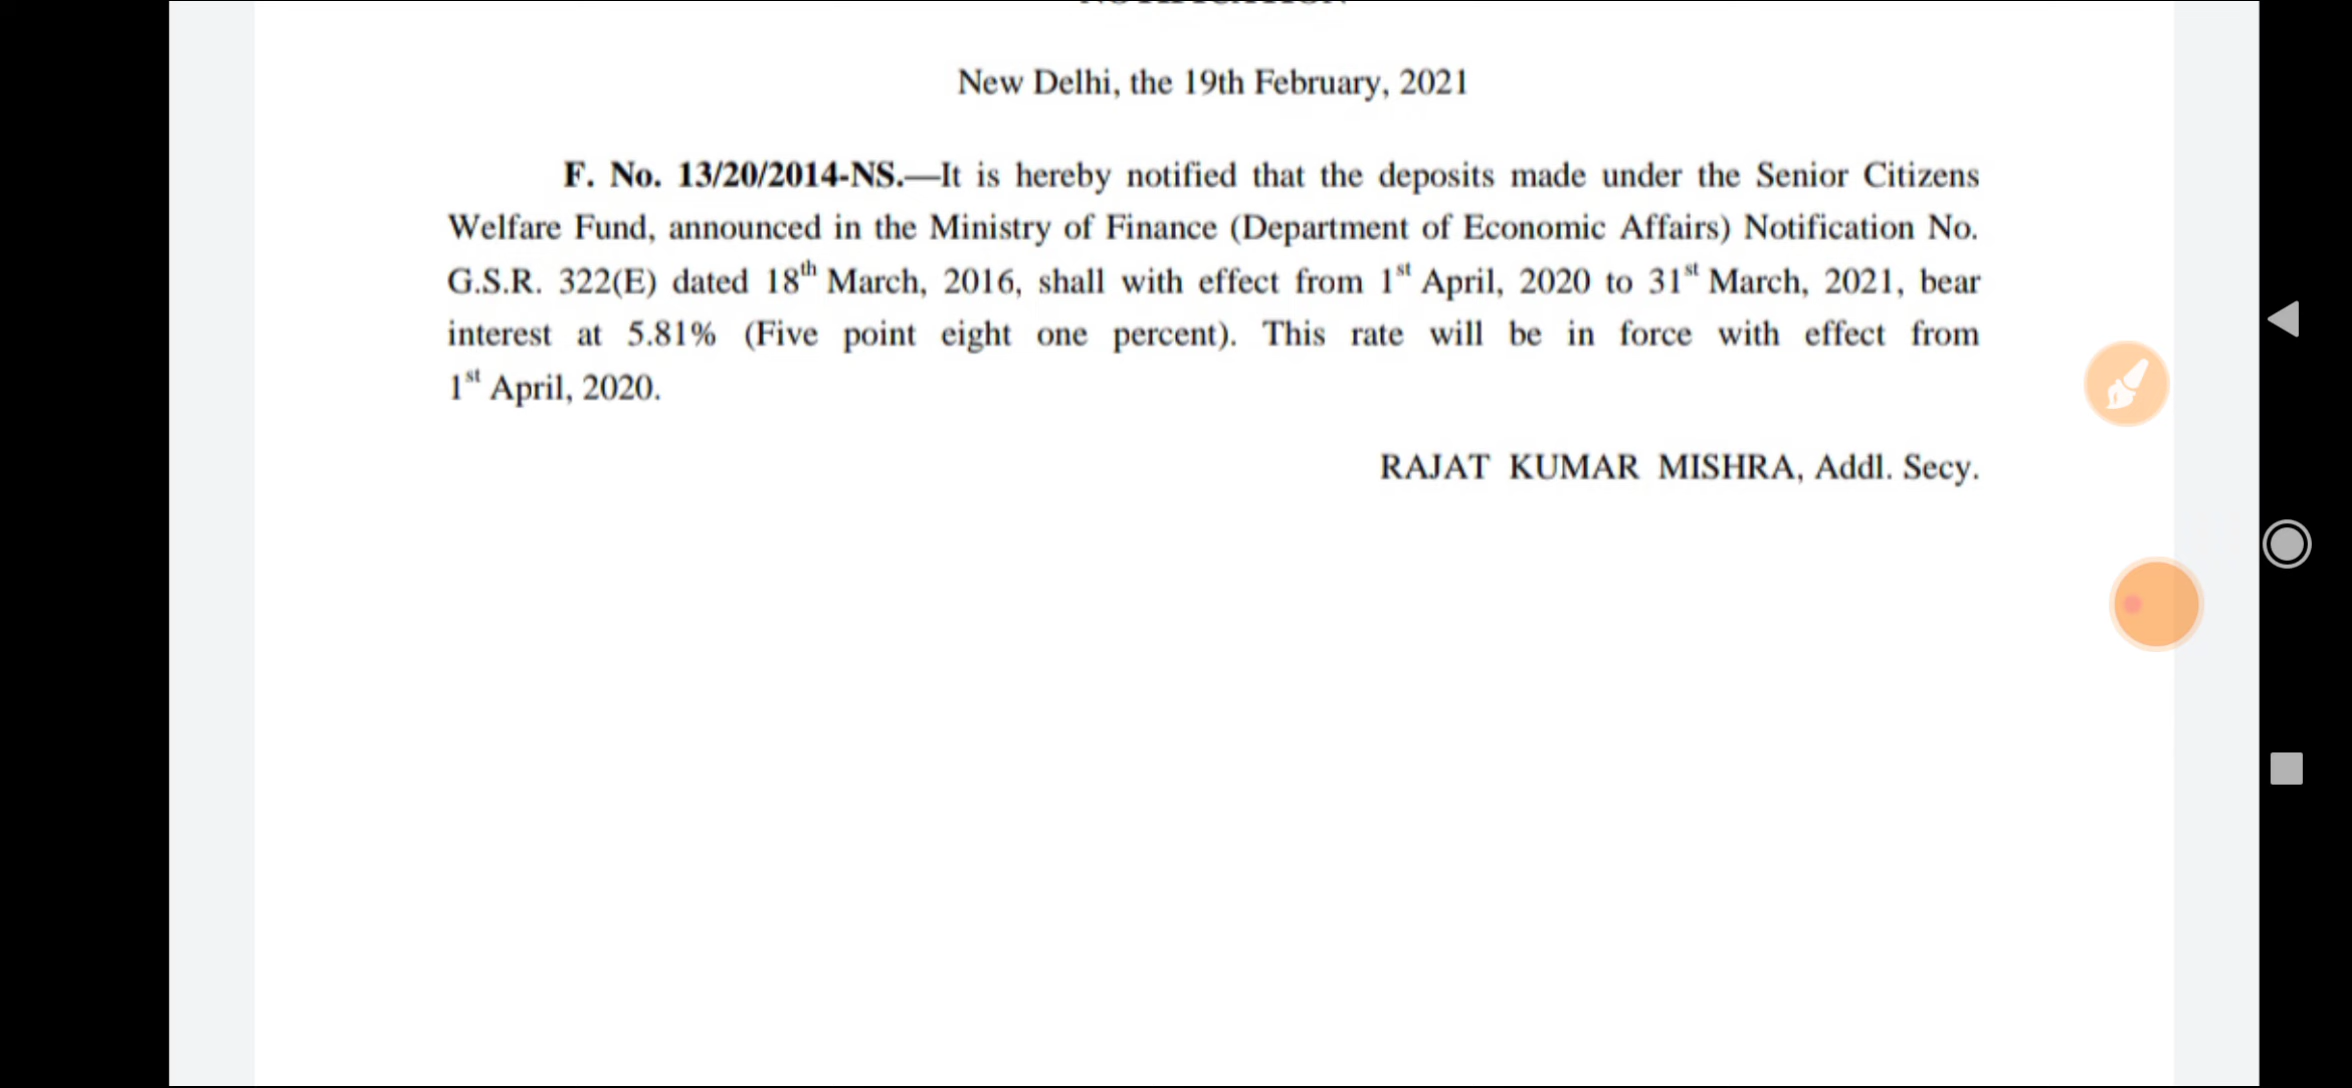 New Delhi, the 19th February, 2021
F. No. 13/20/2014-NS.—It is hereby notified that the deposits made under the Senior Citizens
Welfare Fund, announced in the Ministry of Finance (Department of Economic Affairs) Notification No.
G.S.R. 322(E) dated 18th March, 2016, shall with effect from 1st April, 2020 to 31st March, 2021, bear
interest at 5.81% (Five point eight one percent). This rate will be in force with effect from
1st April, 2020.
RAJAT KUMAR MISHRA, Addl. Secy.